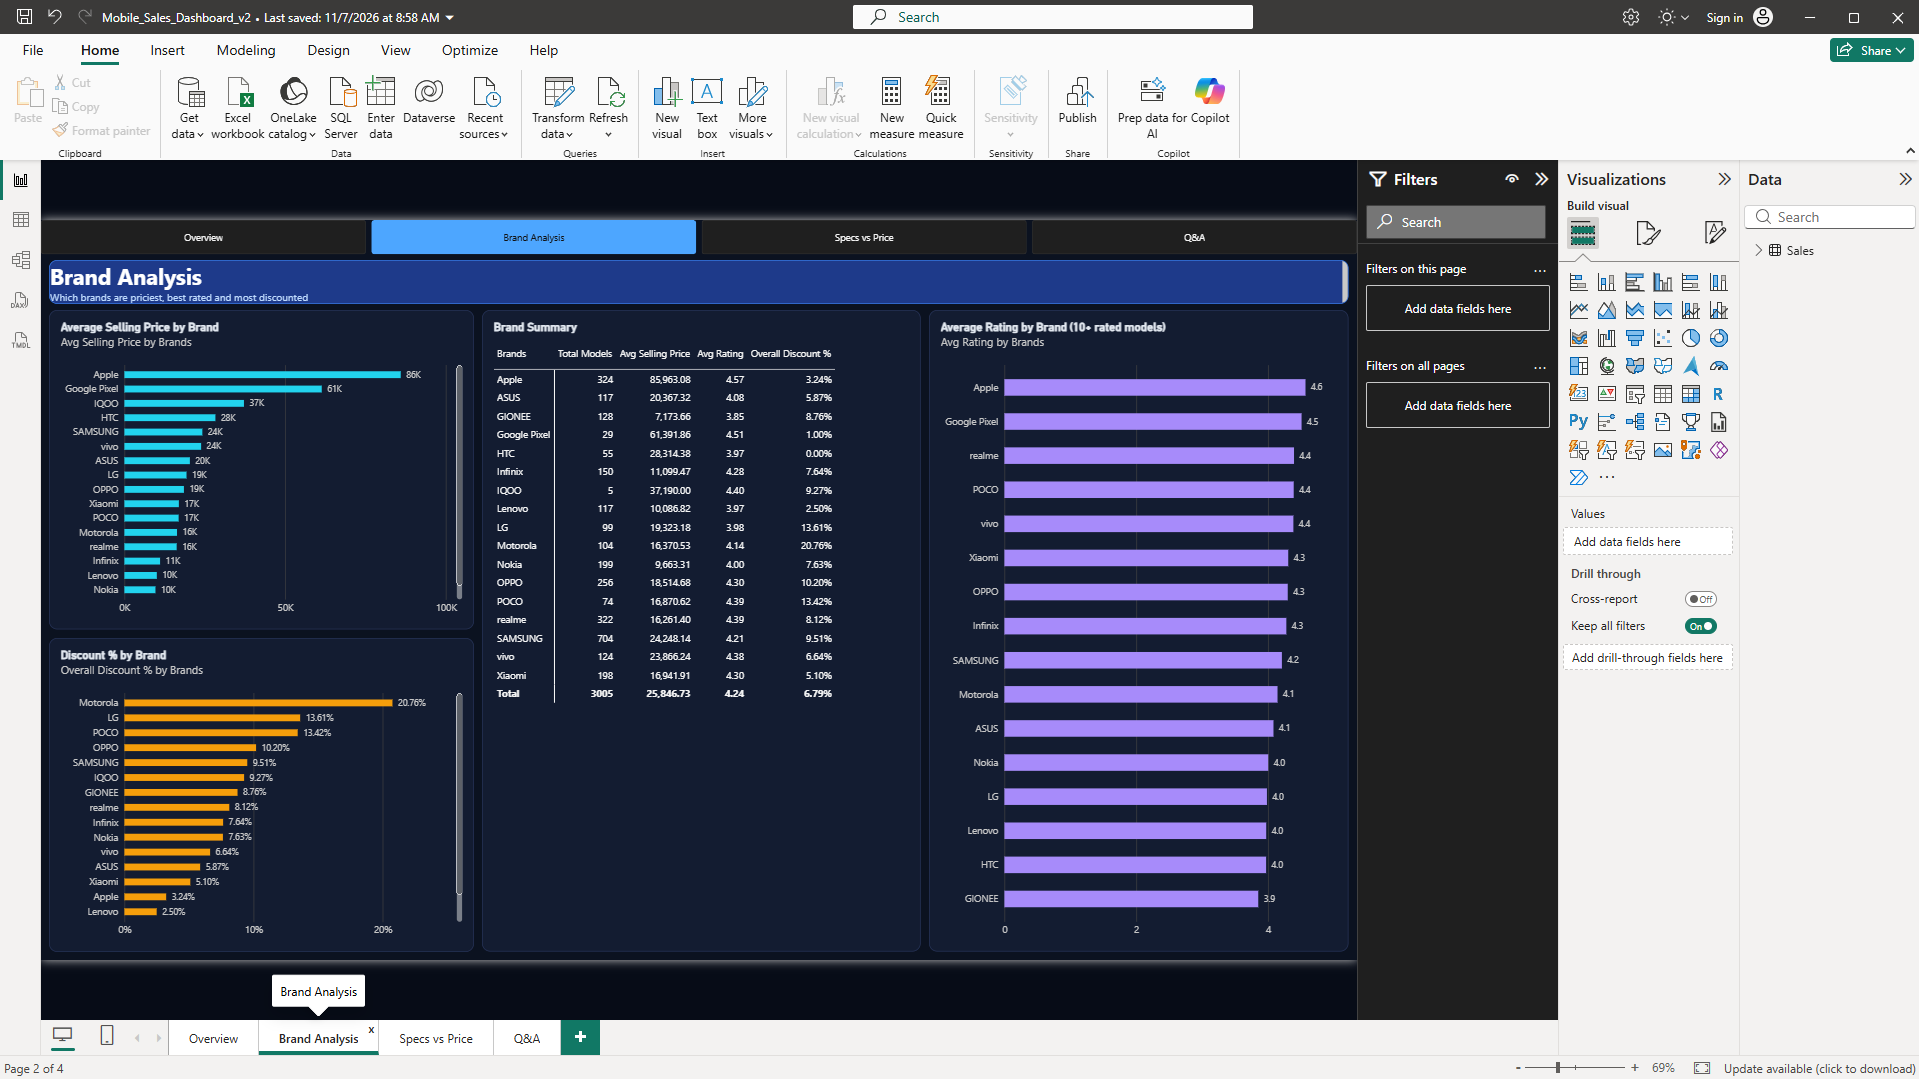 Mobile_Sales_Dashboard_v2 • Last saved: 11/7/2026 at 8:58 AM
Search
Sign in
File
Home
Insert
Modeling
Design
View
Optimize
Help
Share
Paste
Cut
Copy
Format painter
Clipboard
Get data
Excel workbook
OneLake catalog
SQL Server
Enter data
Dataverse
Recent sources
Data
Transform data
Refresh
Queries
New visual
Text box
More visuals
Insert
New visual calculation
New measure
Quick measure
Calculations
Sensitivity
Sensitivity
Publish
Share
Prep data for AI
Copilot
Copilot
Overview
Brand Analysis
Specs vs Price
Q&A
Brand Analysis
Which brands are priciest, best rated and most discounted
Average Selling Price by Brand
Avg Selling Price by Brands
Apple 86K
Google Pixel 61K
IQOO 37K
HTC 28K
SAMSUNG 24K
vivo 24K
ASUS 20K
LG 19K
OPPO 19K
Xiaomi 17K
POCO 17K
Motorola 16K
realme 16K
Infinix 11K
Lenovo 10K
Nokia 10K
0K 50K 100K
Discount % by Brand
Overall Discount % by Brands
Motorola 20.76%
LG 13.61%
POCO 13.42%
OPPO 10.20%
SAMSUNG 9.51%
IQOO 9.27%
GIONEE 8.76%
realme 8.12%
Infinix 7.64%
Nokia 7.63%
vivo 6.64%
ASUS 5.87%
Xiaomi 5.10%
Apple 3.24%
Lenovo 2.50%
0% 10% 20%
Brand Summary
Brands Total Models Avg Selling Price Avg Rating Overall Discount %
Apple 324 85,963.08 4.57 3.24%
ASUS 117 20,367.32 4.08 5.87%
GIONEE 128 7,173.66 3.85 8.76%
Google Pixel 29 61,391.86 4.51 1.00%
HTC 55 28,314.38 3.97 0.00%
Infinix 150 11,099.47 4.28 7.64%
IQOO 5 37,190.00 4.40 9.27%
Lenovo 117 10,086.82 3.97 2.50%
LG 99 19,323.18 3.98 13.61%
Motorola 104 16,370.53 4.14 20.76%
Nokia 199 9,663.31 4.00 7.63%
OPPO 256 18,514.68 4.30 10.20%
POCO 74 16,870.62 4.39 13.42%
realme 322 16,261.40 4.39 8.12%
SAMSUNG 704 24,248.14 4.21 9.51%
vivo 124 23,866.24 4.38 6.64%
Xiaomi 198 16,941.91 4.30 5.10%
Total 3005 25,846.73 4.24 6.79%
Average Rating by Brand (10+ rated models)
Avg Rating by Brands
Apple 4.6
Google Pixel 4.5
realme 4.4
POCO 4.4
vivo 4.4
Xiaomi 4.3
OPPO 4.3
Infinix 4.3
SAMSUNG 4.2
Motorola 4.1
ASUS 4.1
Nokia 4.0
LG 4.0
Lenovo 4.0
HTC 4.0
GIONEE 3.9
0 2 4
Filters
Search
Filters on this page
Add data fields here
Filters on all pages
Add data fields here
Visualizations
Build visual
123
R
Py
Values
Add data fields here
Drill through
Cross-report Off
Keep all filters On
Add drill-through fields here
Data
Search
Sales
DAX
TMDL
Brand Analysis
Overview
Brand Analysis x
Specs vs Price
Q&A
+
Page 2 of 4
- + 69%
Update available (click to download)